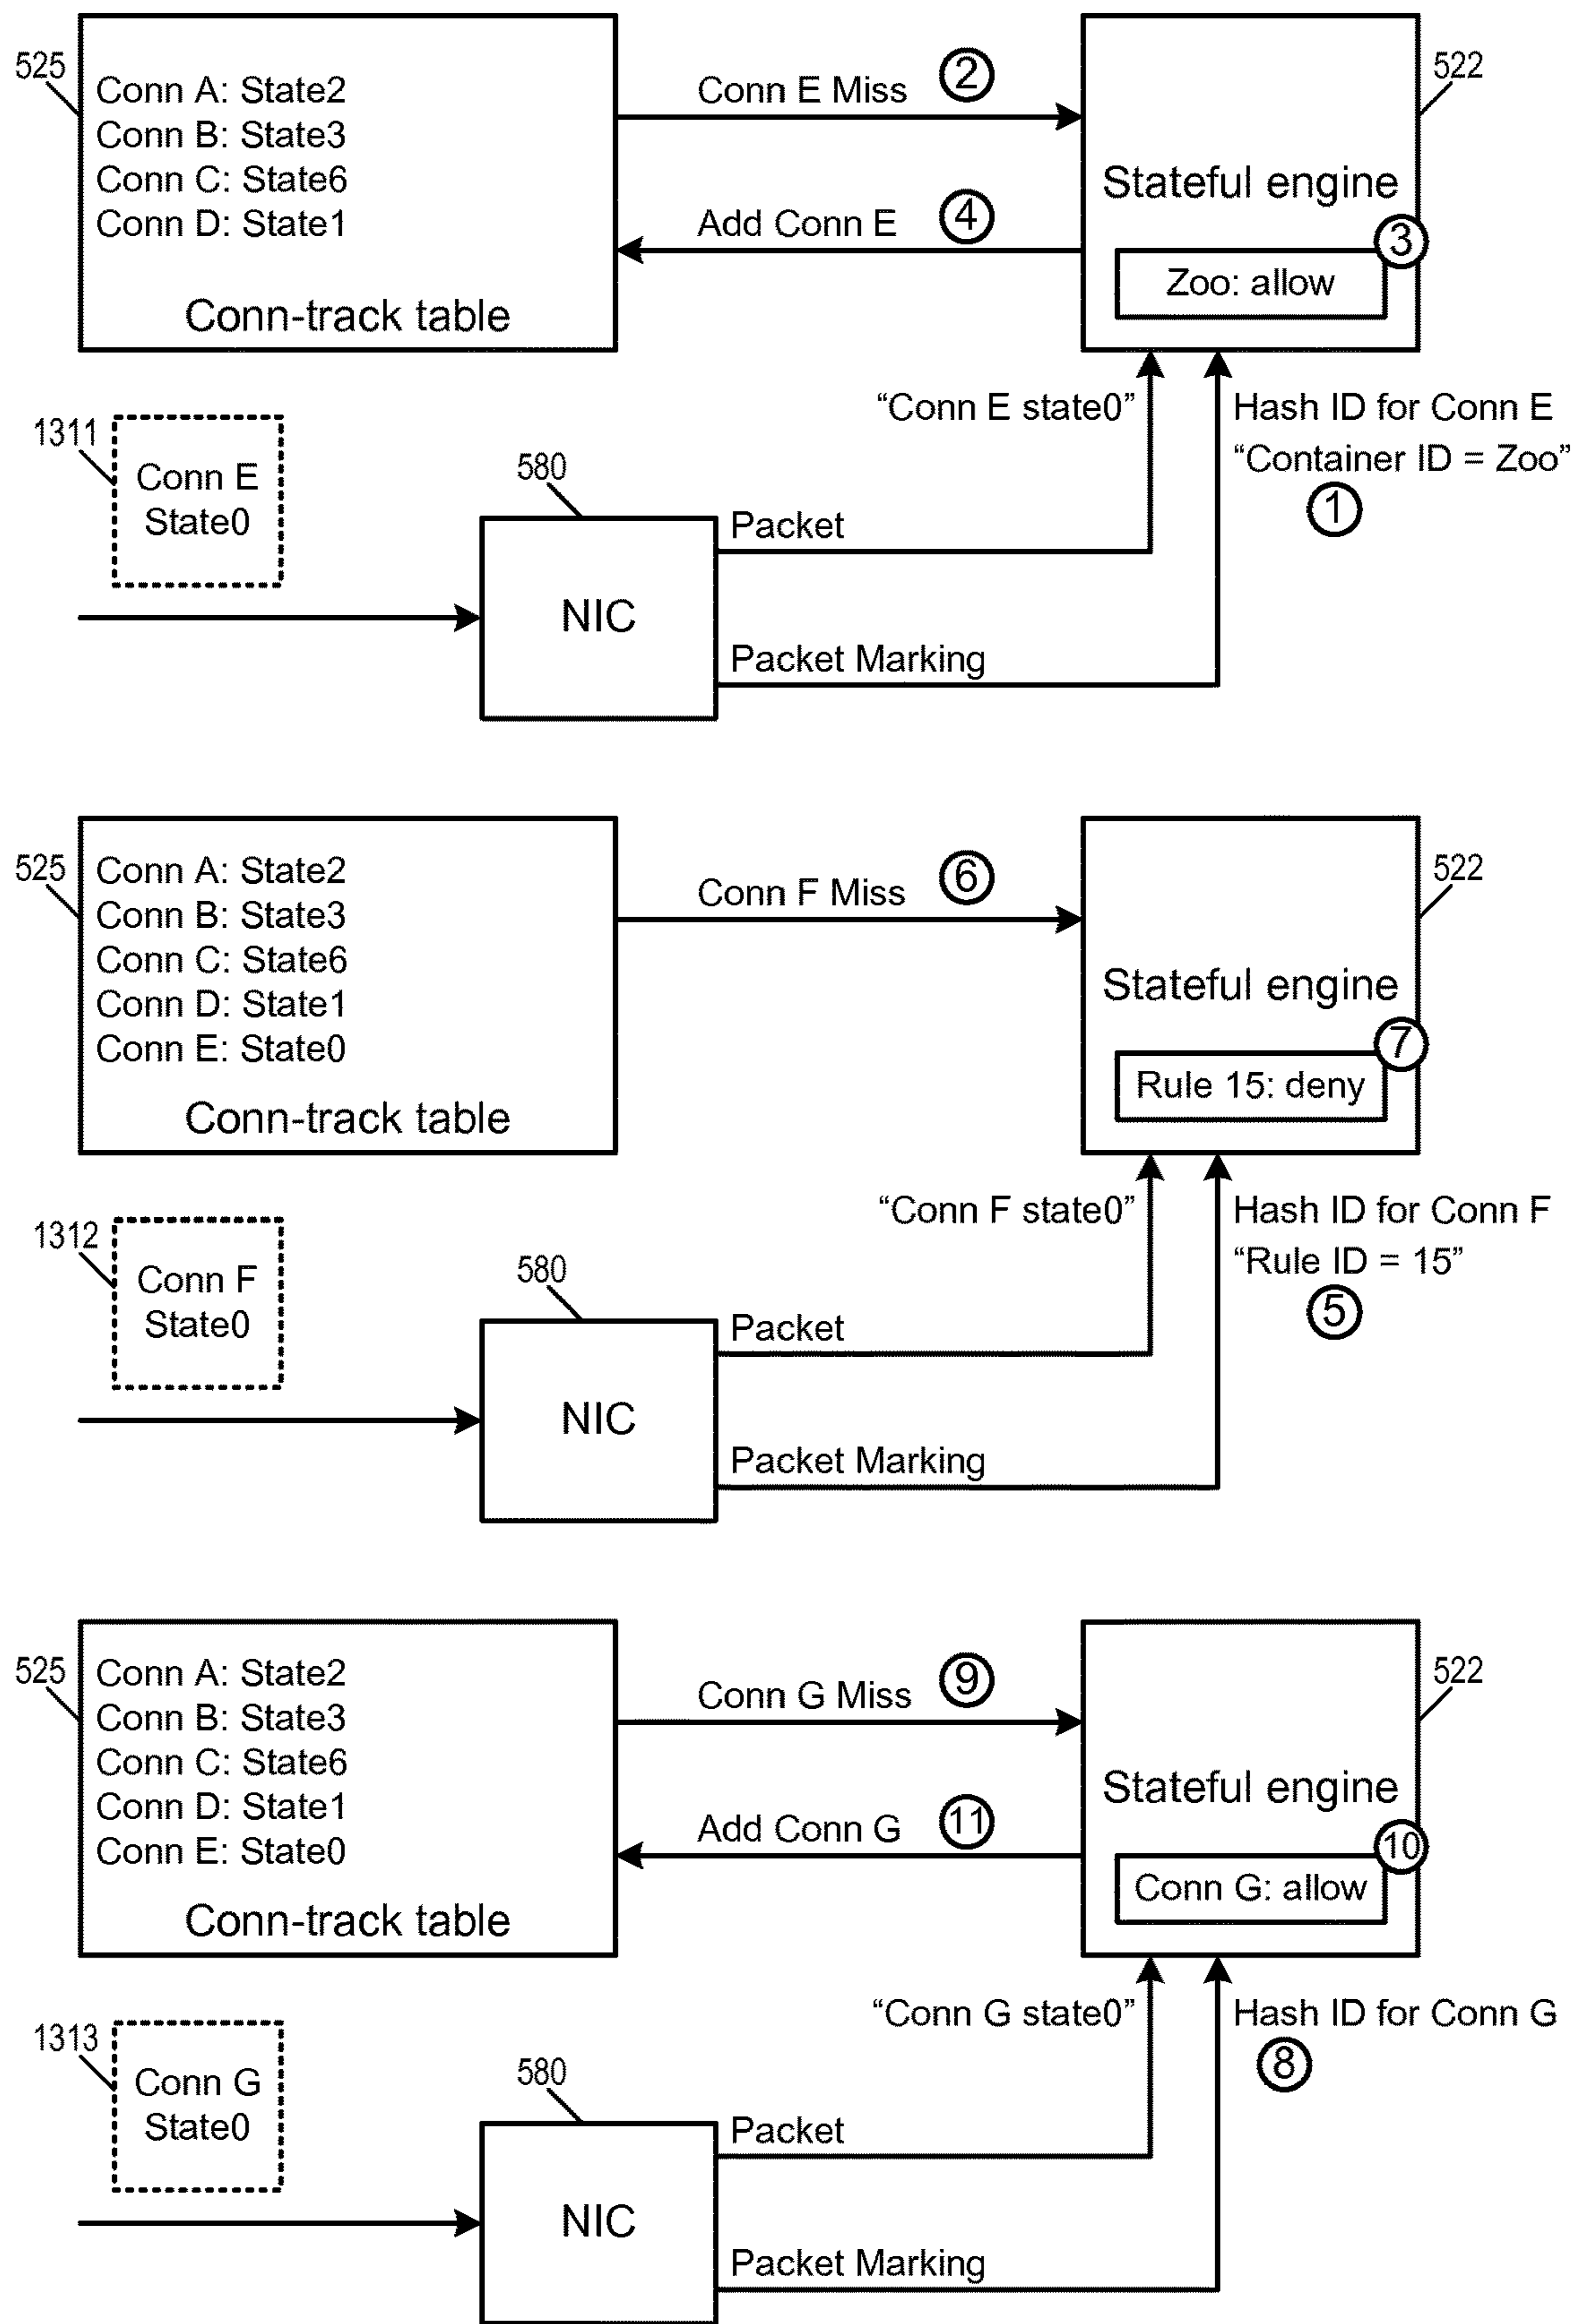 525
Conn A: State2
Conn B: State3
Conn C: State6
Conn D: State1
Conn-track table
Conn E Miss
2
Add Conn E
4
522
Stateful engine
3
Zoo: allow
1311
Conn E
State0
580
NIC
Packet
Packet Marking
“Conn E state0”
Hash ID for Conn E
“Container ID = Zoo”
1
525
Conn A: State2
Conn B: State3
Conn C: State6
Conn D: State1
Conn E: State0
Conn-track table
Conn F Miss
6
522
Stateful engine
7
Rule 15: deny
1312
Conn F
State0
580
NIC
Packet
Packet Marking
“Conn F state0”
Hash ID for Conn F
“Rule ID = 15”
5
525
Conn A: State2
Conn B: State3
Conn C: State6
Conn D: State1
Conn E: State0
Conn-track table
Conn G Miss
9
Add Conn G
11
522
Stateful engine
10
Conn G: allow
1313
Conn G
State0
580
NIC
Packet
Packet Marking
“Conn G state0”
Hash ID for Conn G
8